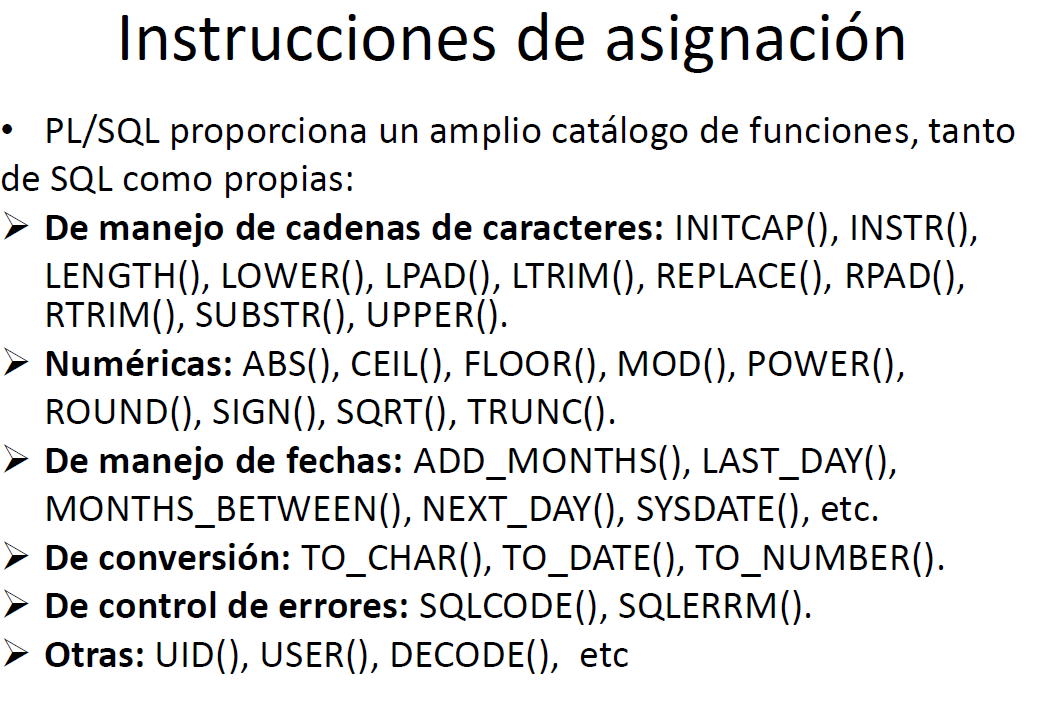 Instrucciones de asignación
• PL/SQL proporciona un amplio catálogo de funciones, tanto
de SQL como propias:
➢ De manejo de cadenas de caracteres: INITCAP(), INSTR(),
LENGTH(), LOWER(), LPAD(), LTRIM(), REPLACE(), RPAD(),
RTRIM(), SUBSTR(), UPPER().
➢ Numéricas: ABS(), CEIL(), FLOOR(), MOD(), POWER(),
ROUND(), SIGN(), SQRT(), TRUNC().
➢ De manejo de fechas: ADD_MONTHS(), LAST_DAY(),
MONTHS_BETWEEN(), NEXT_DAY(), SYSDATE(), etc.
➢ De conversión: TO_CHAR(), TO_DATE(), TO_NUMBER().
➢ De control de errores: SQLCODE(), SQLERRM().
➢ Otras: UID(), USER(), DECODE(), etc